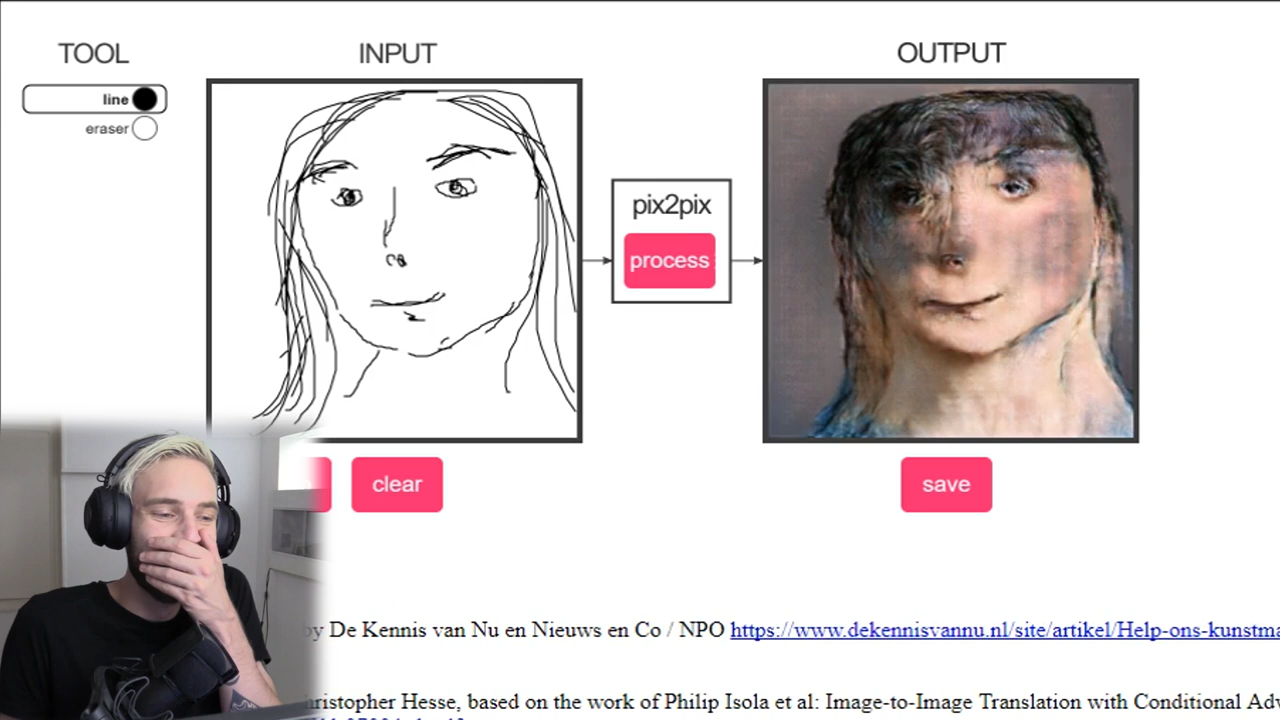 TOOL
INPUT
OUTPUT
line
eraser
pix2pix
process
clear
save
by De Kennis van Nu en Nieuws en Co / NPO https://www.dekennisvannu.nl/site/artikel/Help-ons-kunstma
hristopher Hesse, based on the work of Philip Isola et al: Image-to-Image Translation with Conditional Adv